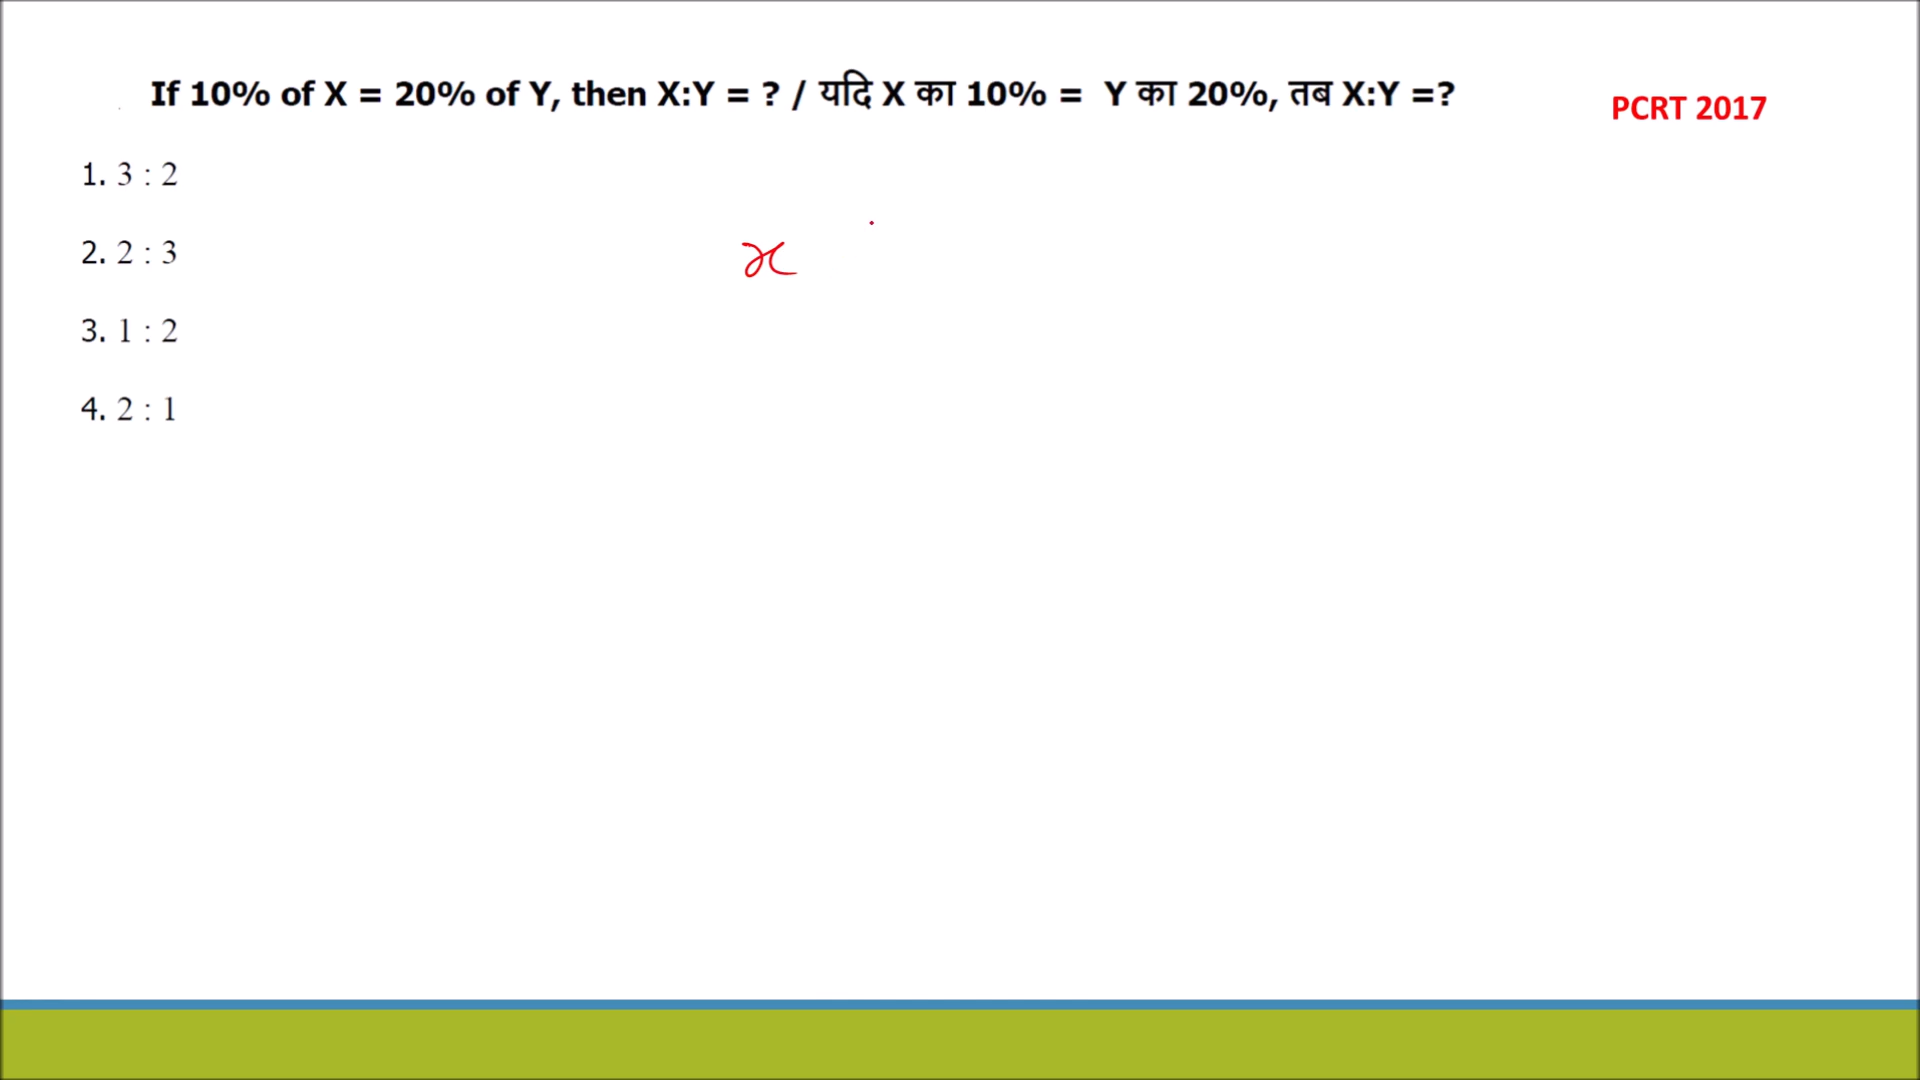 If 10% of X = 20% of Y, then X:Y = ? / यदि X का 10% = Y का 20%, तब X:Y =?
PCRT 2017
1. 3 : 2
2. 2 : 3
x
3. 1 : 2
4. 2 : 1